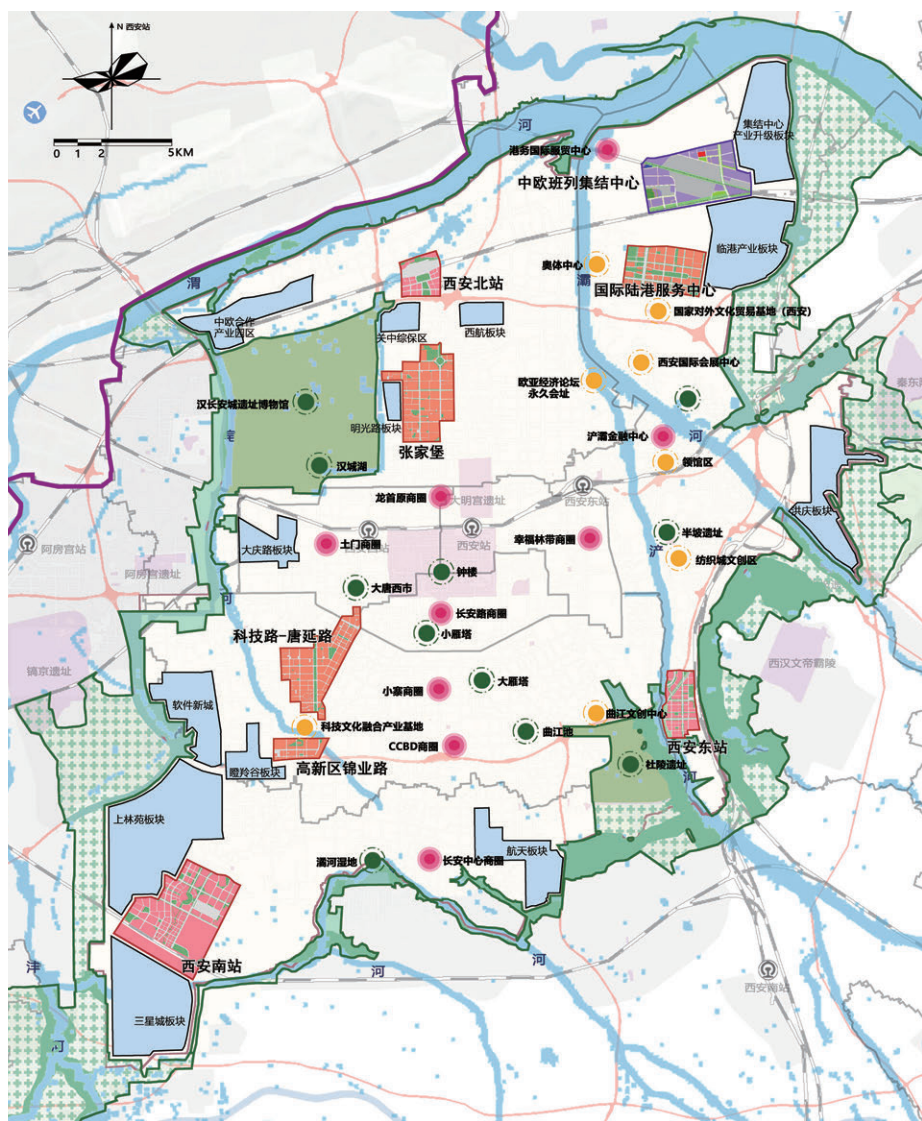 N 西安站
0 1 2 5KM
河
港务国际服贸中心
集结中心
产业升级板块
中欧班列集结中心
临港产业板块
奥体中心
灞
国际陆港服务中心
西安北站
渭
国家对外文化贸易基地（西安）
中欧合作
产业园区
关中综保区
西航板块
西安国际会展中心
欧亚经济论坛
永久会址
秦东
汉长安城遗址博物馆
皂
明光路板块
浐灞金融中心
河
张家堡
领馆区
汉城湖
龙首原商圈
大明宫遗址
西安东站
洪庆板块
大庆路板块
土门商圈
西安站
幸福林带商圈
浐
半坡遗址
阿房宫站
纺织城文创区
阿房宫遗址
钟楼
大唐西市
河
长安路商圈
小雁塔
科技路-唐延路
镐京遗址
西汉文帝霸陵
大雁塔
小寨商圈
软件新城
曲江文创中心
科技文化融合产业基地
曲江池
CCBD商圈
西安东站
高新区锦业路
瞪羚谷板块
杜陵遗址
河
上林苑板块
航天板块
潏河湿地
长安中心商圈
西安南站
沣
河
河
西安南站
三星城板块
河